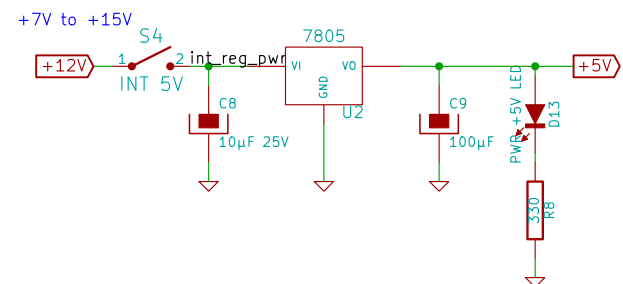 +7V to +15V
S4
7805
+12V
1
2
int_reg_pwr
VI
VO
+5V
INT 5V
GND
U2
C8
10µF 25V
C9
100µF
PWR +5V LED
D13
330
R8